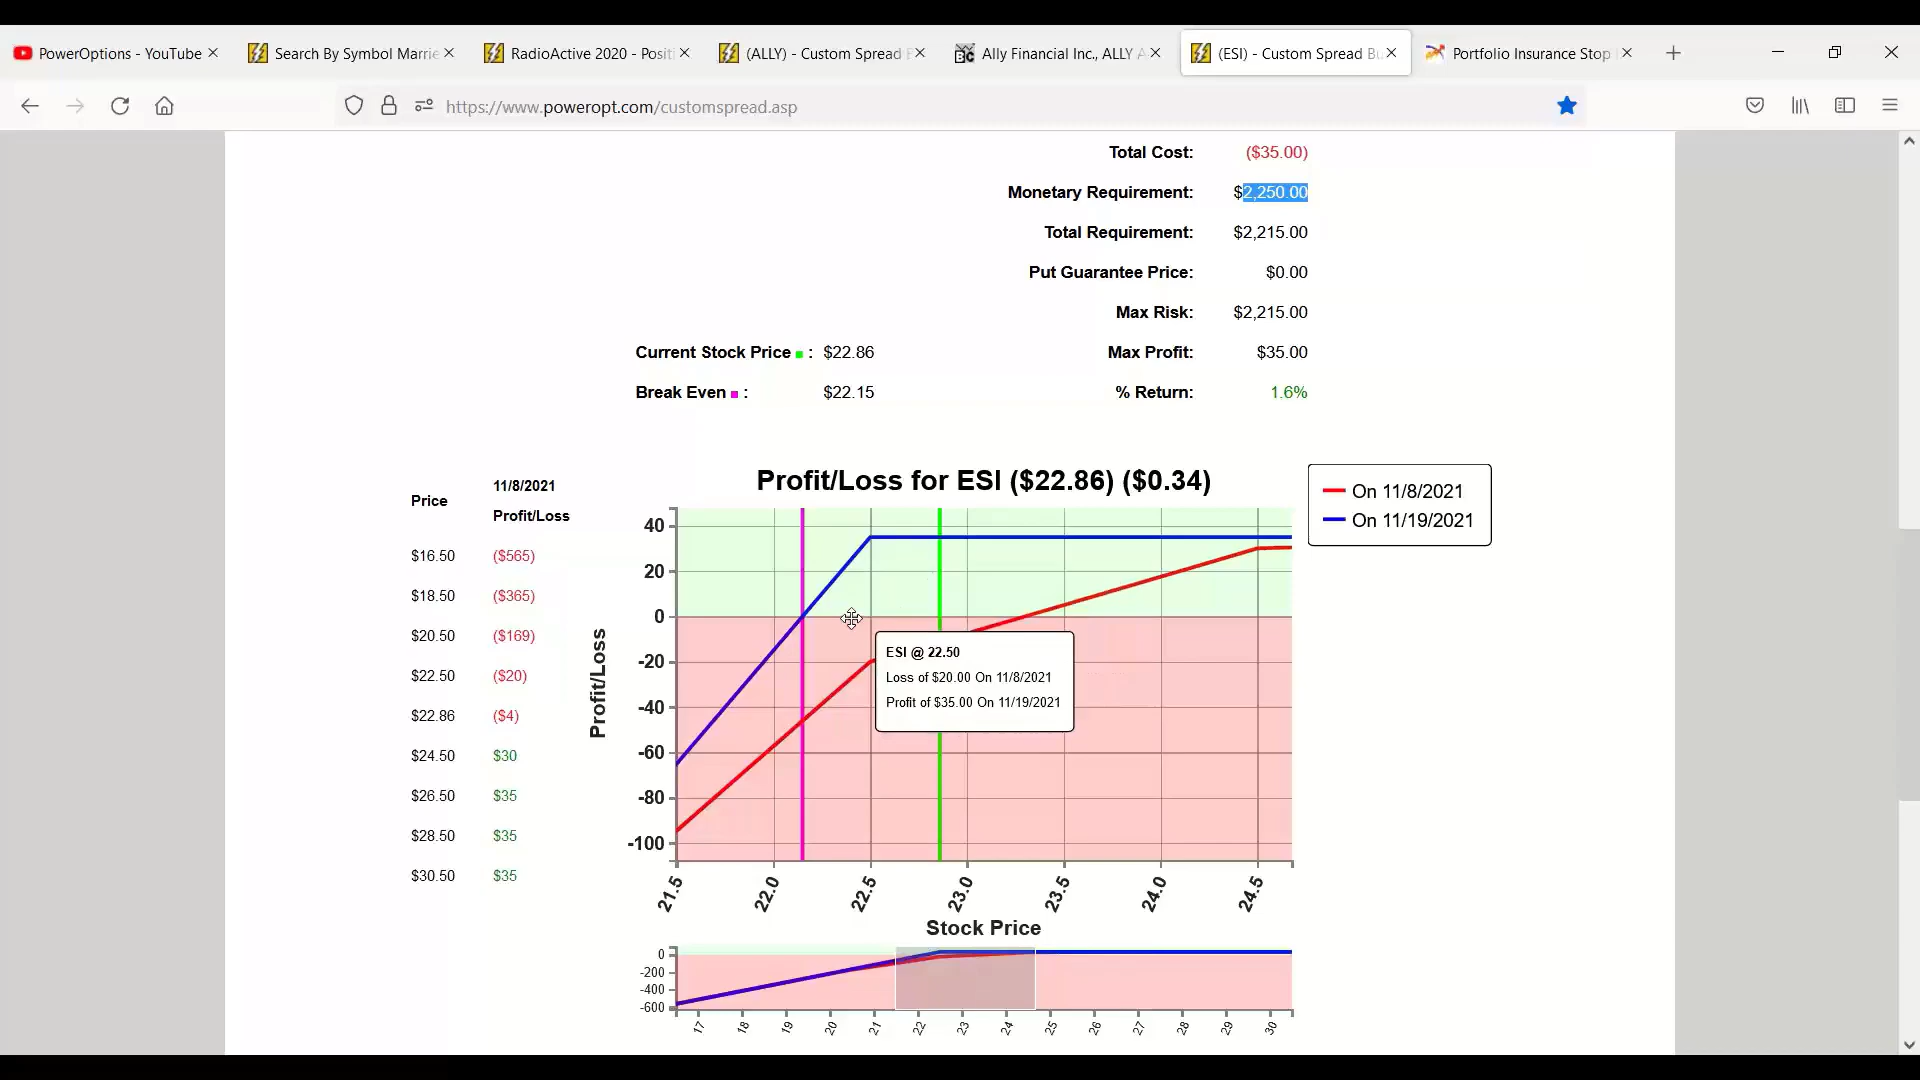 PowerOptions - YouTube
Search By Symbol Marrie
RadioActive 2020 - Positi
(ALLY) - Custom Spread
Ally Financial Inc., ALLY A
(ESI) - Custom Spread Bu
Portfolio Insurance Stop
https://www.poweropt.com/customspread.asp
Total Cost: ($35.00)
Monetary Requirement: $2,250.00
Total Requirement: $2,215.00
Put Guarantee Price: $0.00
Max Risk: $2,215.00
Current Stock Price : $22.86 Max Profit: $35.00
Break Even : $22.15 % Return: 1.6%
Profit/Loss for ESI ($22.86) ($0.34)
On 11/8/2021
On 11/19/2021
Price 11/8/2021
Profit/Loss
$16.50 ($565)
$18.50 ($365)
$20.50 ($169)
$22.50 ($20)
$22.86 ($4)
$24.50 $30
$26.50 $35
$28.50 $35
$30.50 $35
Profit/Loss
40
20
0
-20
-40
-60
-80
-100
ESI @ 22.50
Loss of $20.00 On 11/8/2021
Profit of $35.00 On 11/19/2021
21.5 22.0 22.5 23.0 23.5 24.0 24.5
Stock Price
0
-200
-400
-600
17 18 19 20 21 22 23 24 25 26 27 28 29 30